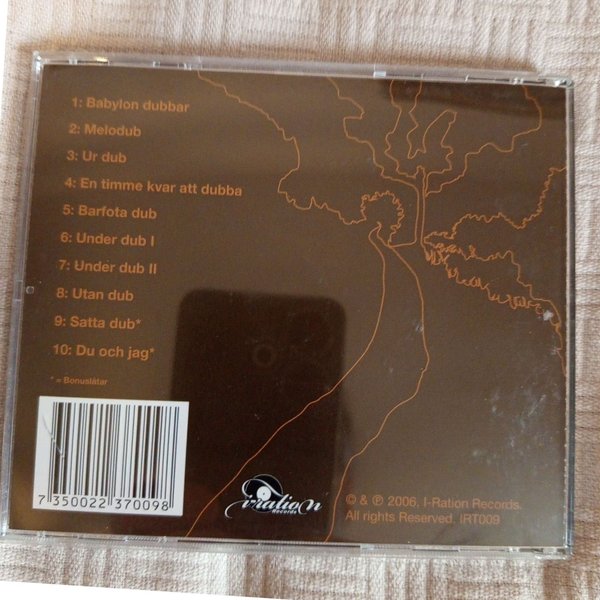 1: Babylon dubbar
2: Melodub
3: Ur dub
4: En timme kvar att dubba
5: Barfota dub
6: Under dub I
7: Under dub II
8: Utan dub
9: Satta dub*
10: Du och jag*
* = Bonuslåtar
7 350022 370098
iration
Records
© & ℗ 2006, I-Ration Records.
All rights Reserved. IRT009